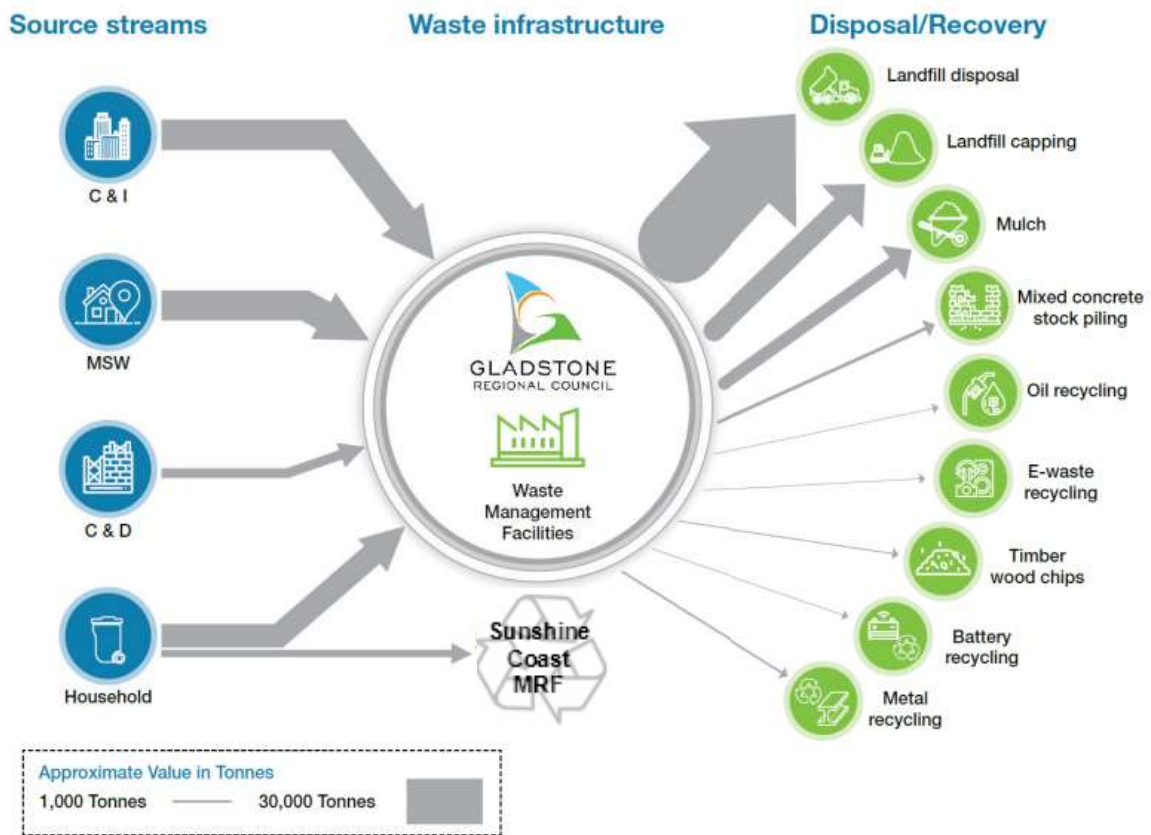 Source streams
Waste infrastructure
Disposal/Recovery
C & I
MSW
C & D
Household
GLADSTONE
REGIONAL COUNCIL
Waste
Management
Facilities
Sunshine
Coast
MRF
Landfill disposal
Landfill capping
Mulch
Mixed concrete
stock piling
Oil recycling
E-waste
recycling
Timber
wood chips
Battery
recycling
Metal
recycling
Approximate Value in Tonnes
1,000 Tonnes
30,000 Tonnes